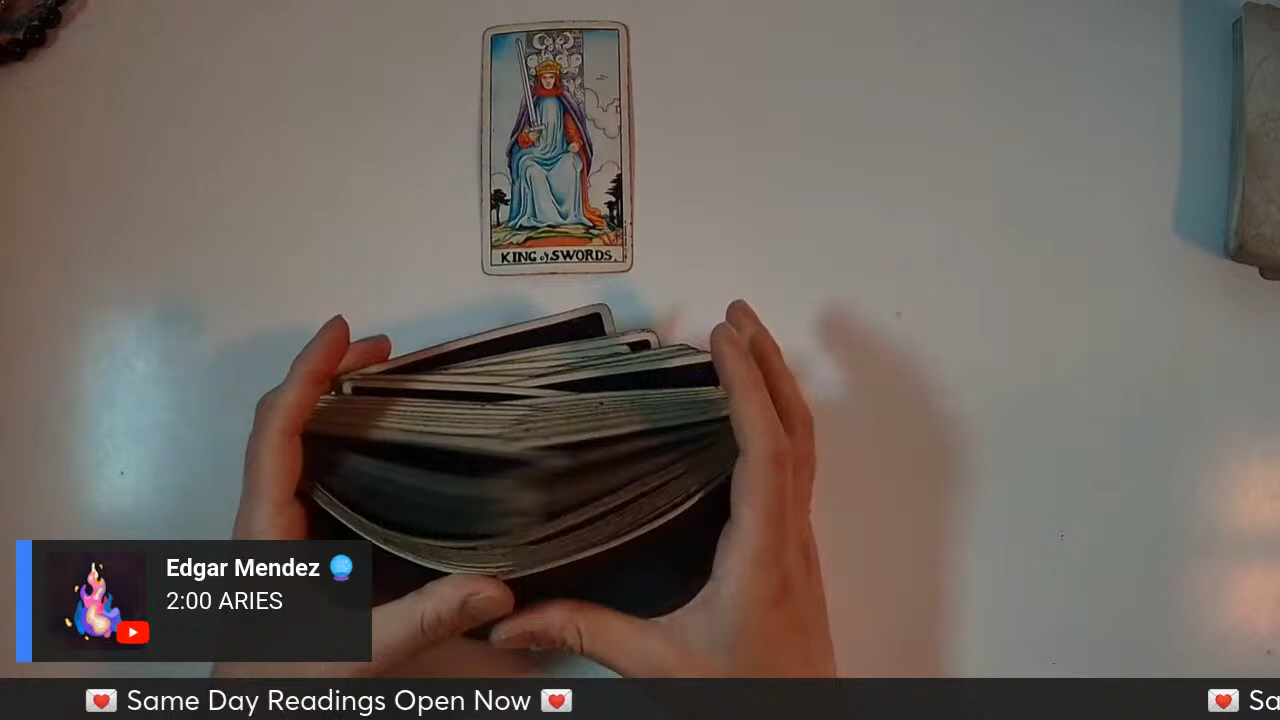 KING of SWORDS.
Edgar Mendez 🔮
2:00 ARIES
💌 Same Day Readings Open Now 💌 💌 Sa